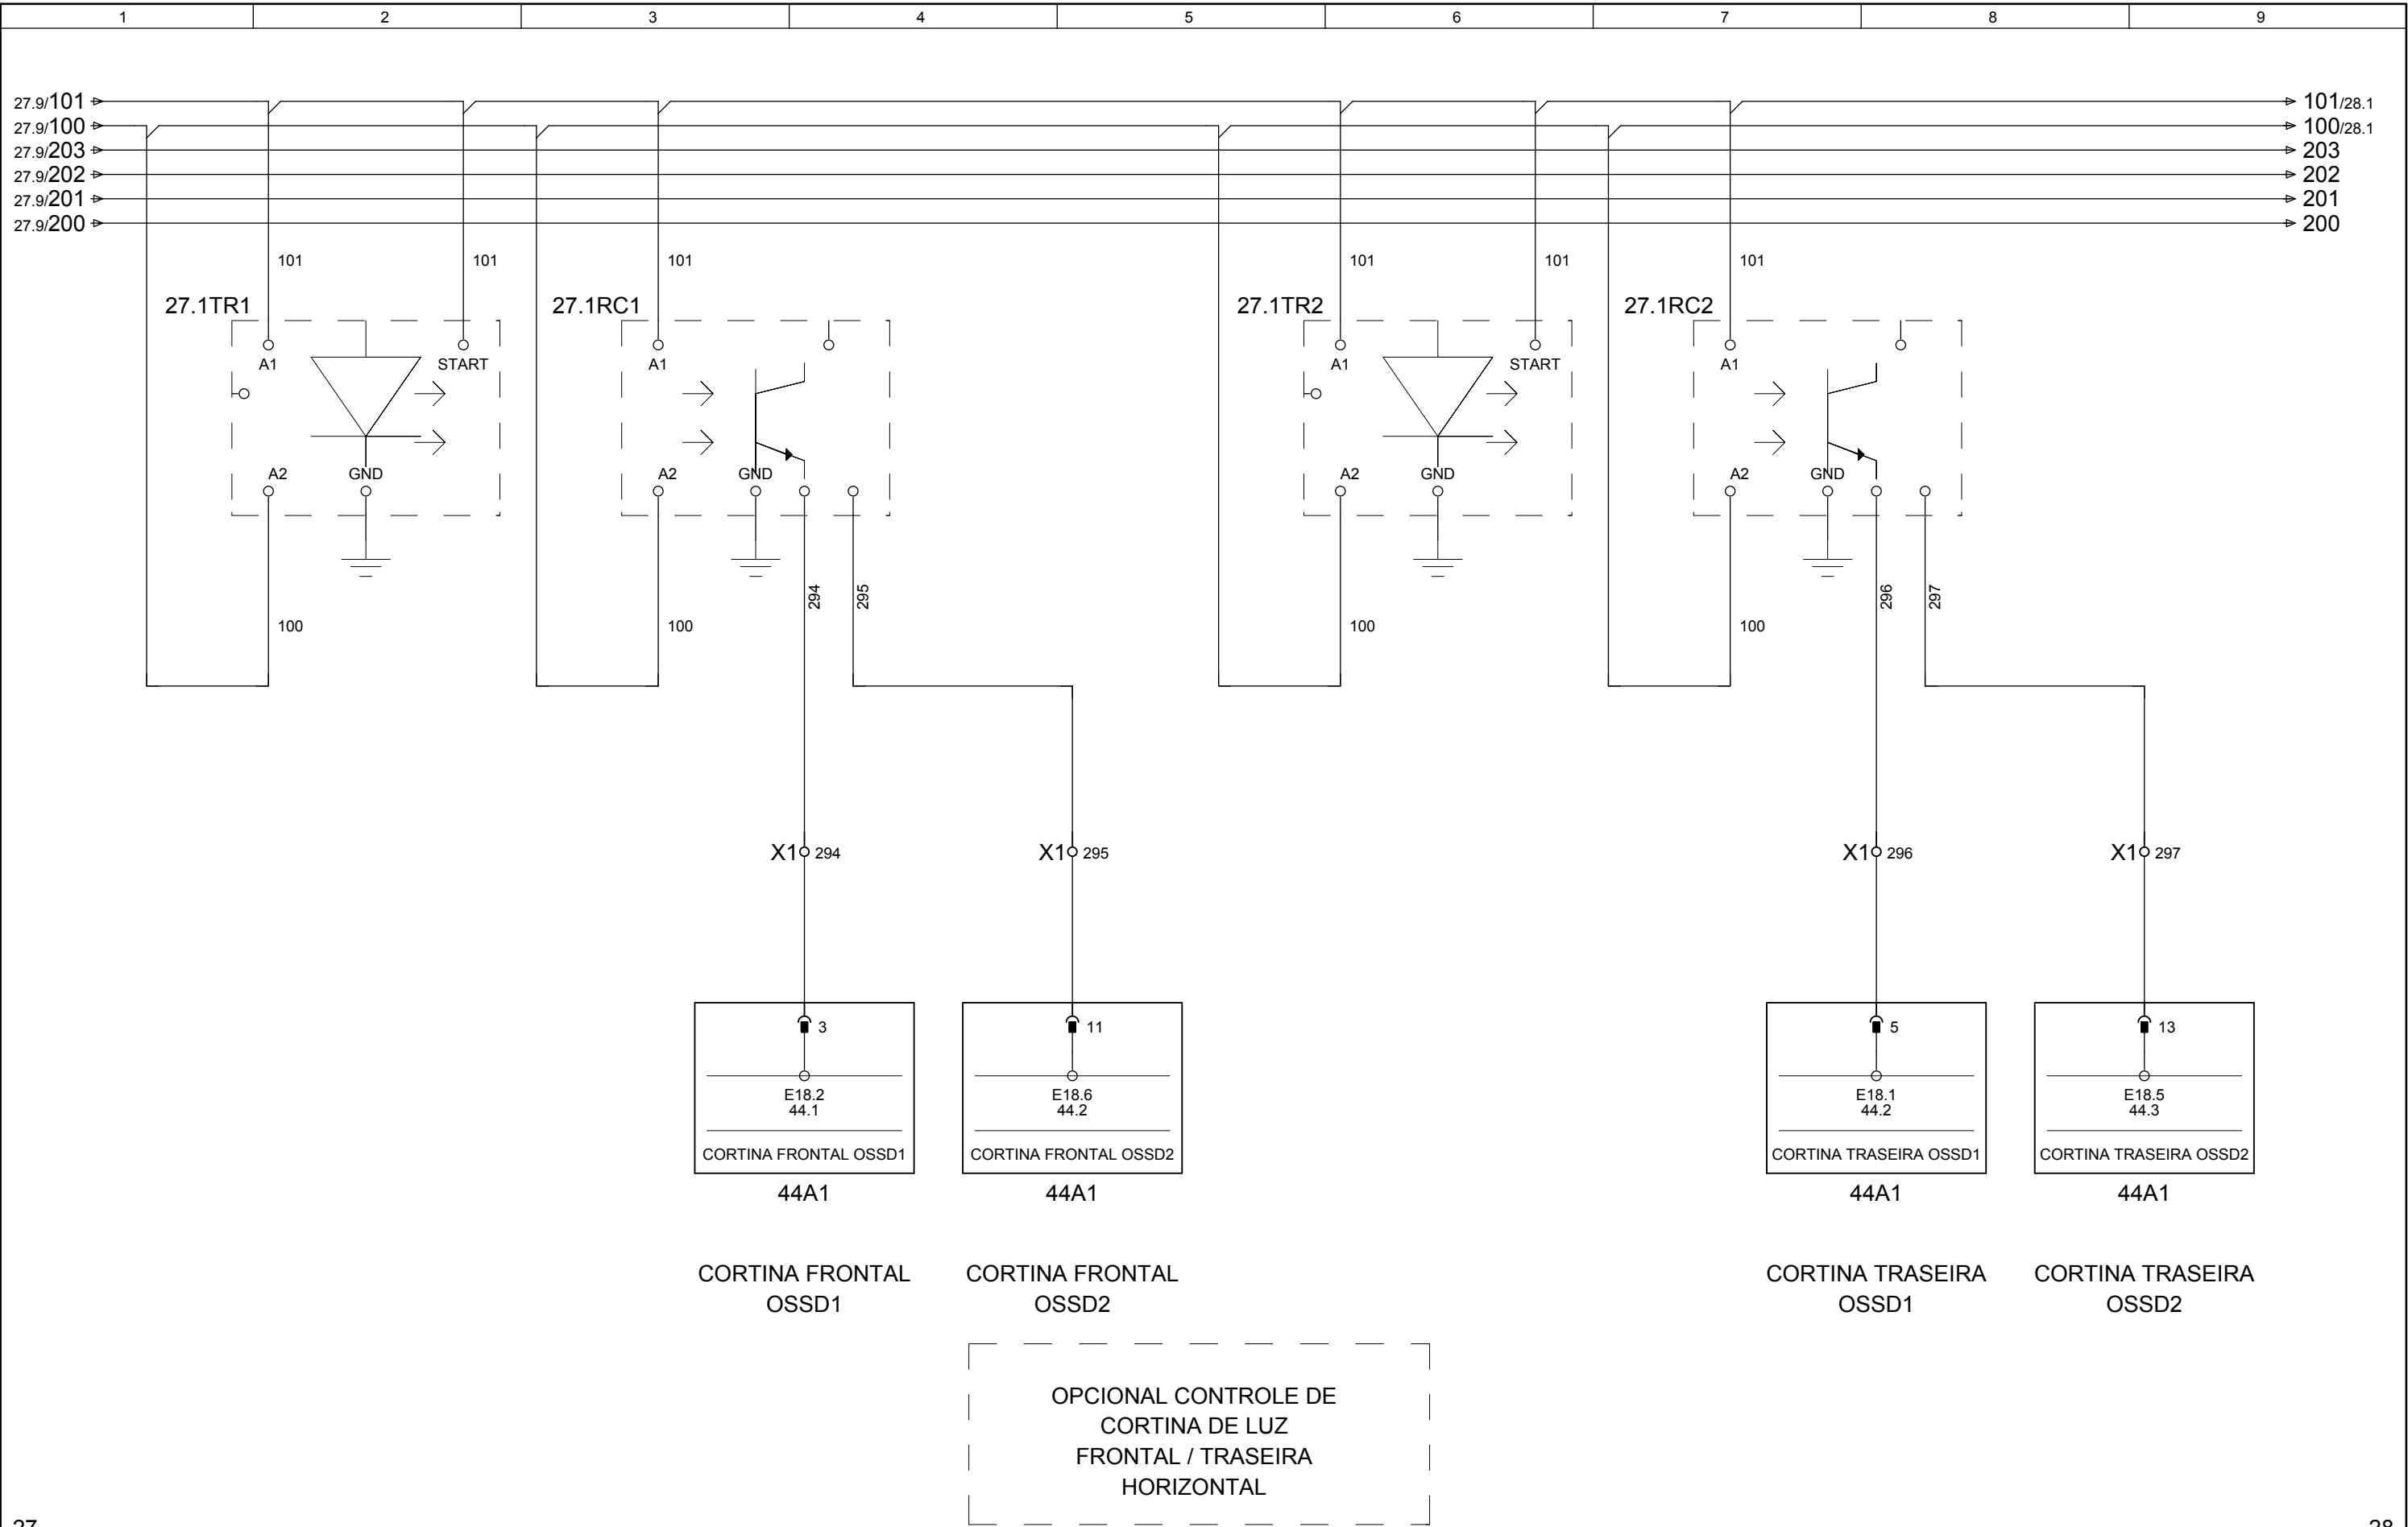 1 2 3 4 5 6 7 8 9
27.9/101 101/28.1
27.9/100 100/28.1
27.9/203 203
27.9/202 202
27.9/201 201
27.9/200 200
101 101 101 101 101 101
27.1TR1 27.1RC1 27.1TR2 27.1RC2
A1 START A1 A1 START A1
A2 GND A2 GND A2 GND A2 GND
294 295 296 297
100 100 100 100
X1 294 X1 295 X1 296 X1 297
3 11 5 13
E18.2 E18.6 E18.1 E18.5
44.1 44.2 44.2 44.3
CORTINA FRONTAL OSSD1 CORTINA FRONTAL OSSD2 CORTINA TRASEIRA OSSD1 CORTINA TRASEIRA OSSD2
44A1 44A1 44A1 44A1
CORTINA FRONTAL CORTINA FRONTAL CORTINA TRASEIRA CORTINA TRASEIRA
OSSD1 OSSD2 OSSD1 OSSD2
OPCIONAL CONTROLE DE
CORTINA DE LUZ
FRONTAL / TRASEIRA
HORIZONTAL
27 28